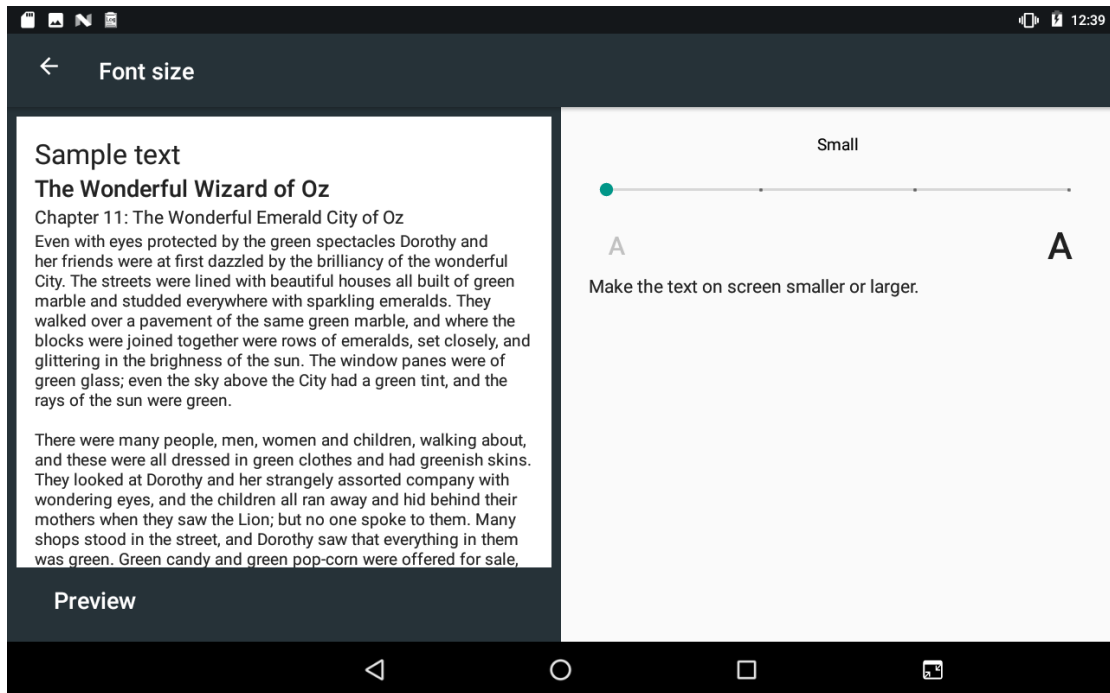 12:39
Font size
Sample text
The Wonderful Wizard of Oz
Chapter 11: The Wonderful Emerald City of Oz
Even with eyes protected by the green spectacles Dorothy and
her friends were at first dazzled by the brilliancy of the wonderful
City. The streets were lined with beautiful houses all built of green
marble and studded everywhere with sparkling emeralds. They
walked over a pavement of the same green marble, and where the
blocks were joined together were rows of emeralds, set closely, and
glittering in the brighness of the sun. The window panes were of
green glass; even the sky above the City had a green tint, and the
rays of the sun were green.
There were many people, men, women and children, walking about,
and these were all dressed in green clothes and had greenish skins.
They looked at Dorothy and her strangely assorted company with
wondering eyes, and the children all ran away and hid behind their
mothers when they saw the Lion; but no one spoke to them. Many
shops stood in the street, and Dorothy saw that everything in them
was green. Green candy and green pop-corn were offered for sale,
Preview
Small
A A
Make the text on screen smaller or larger.